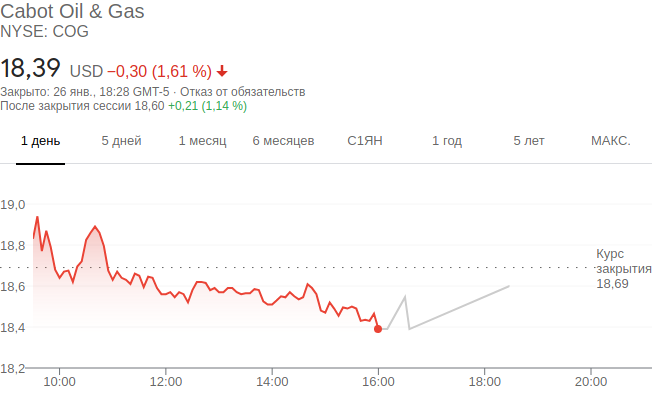 Cabot Oil & Gas
NYSE: COG
18,39 USD −0,30 (1,61 %)
Закрыто: 26 янв., 18:28 GMT-5 · Отказ от обязательств
После закрытия сессии 18,60 +0,21 (1,14 %)
1 день 5 дней 1 месяц 6 месяцев С1ЯН 1 год 5 лет МАКС.
19,0
18,8
Курс
закрытия
18,69
18,6
18,4
18,2
10:00 12:00 14:00 16:00 18:00 20:00